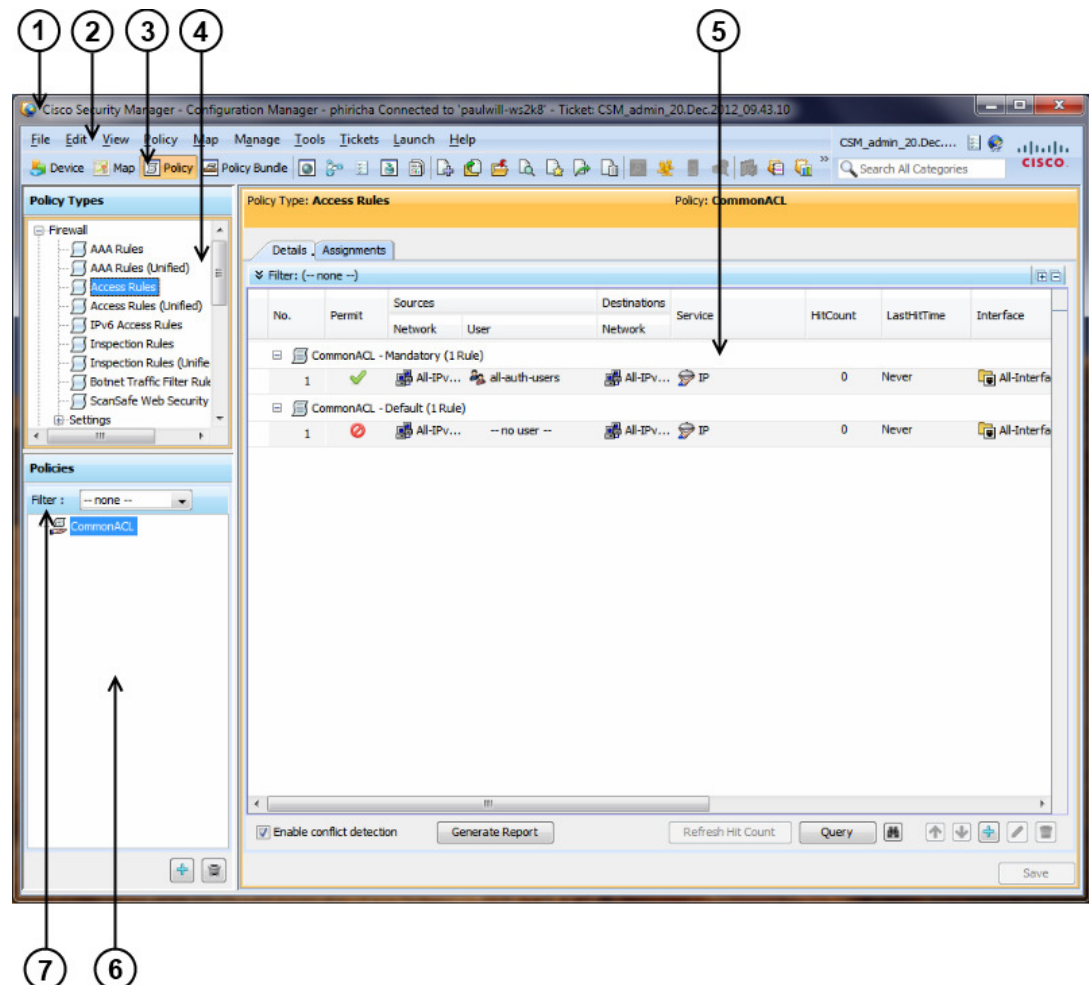 1 2 3 4 5
Cisco Security Manager - Configuration Manager - phiricha Connected to 'paulwill-ws2k8' - Ticket: CSM_admin_20.Dec.2012_09.43.10
File Edit View Policy Map Manage Tools Tickets Launch Help
CSM_admin_20.Dec....
Device Map Policy Policy Bundle
»
Search All Categories
CISCO
Policy Types
Policy Type: Access Rules Policy: CommonACL
Firewall
AAA Rules
AAA Rules (Unified)
Access Rules
Access Rules (Unified)
IPv6 Access Rules
Inspection Rules
Inspection Rules (Unifie
Botnet Traffic Filter Rule
ScanSafe Web Security
Settings
Details Assignments
Filter: (-- none --)
No. Permit Sources Destinations Service HitCount LastHitTime Interface
Network User Network
CommonACL - Mandatory (1 Rule)
1 All-IPv... all-auth-users All-IPv... IP 0 Never All-Interfa
CommonACL - Default (1 Rule)
1 All-IPv... -- no user -- All-IPv... IP 0 Never All-Interfa
Policies
Filter : -- none --
CommonACL
Enable conflict detection Generate Report Refresh Hit Count Query
Save
7 6